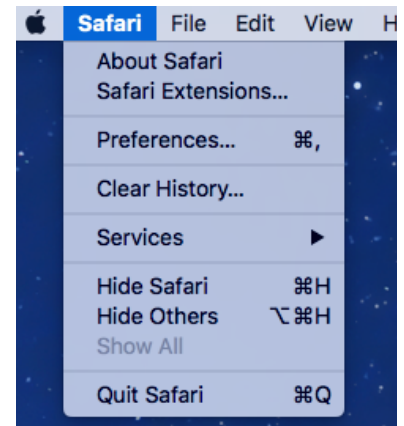 Safari File Edit View H
About Safari
Safari Extensions...
Preferences... ⌘,
Clear History...
Services ▶
Hide Safari ⌘H
Hide Others ⌥⌘H
Show All
Quit Safari ⌘Q